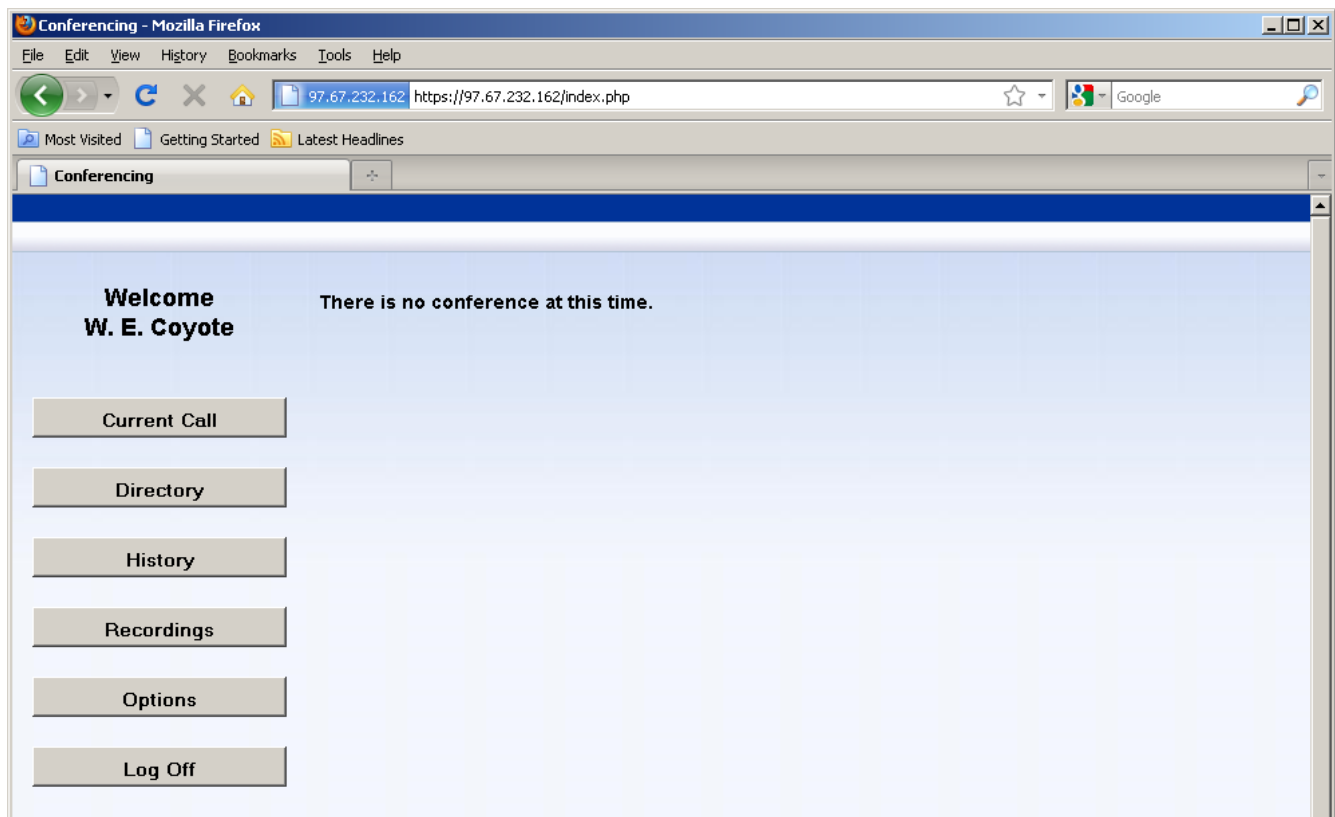 Conferencing - Mozilla Firefox
File Edit View History Bookmarks Tools Help
97.67.232.162 https://97.67.232.162/index.php Google
Most Visited Getting Started Latest Headlines
Conferencing
Welcome
W. E. Coyote
There is no conference at this time.
Current Call
Directory
History
Recordings
Options
Log Off